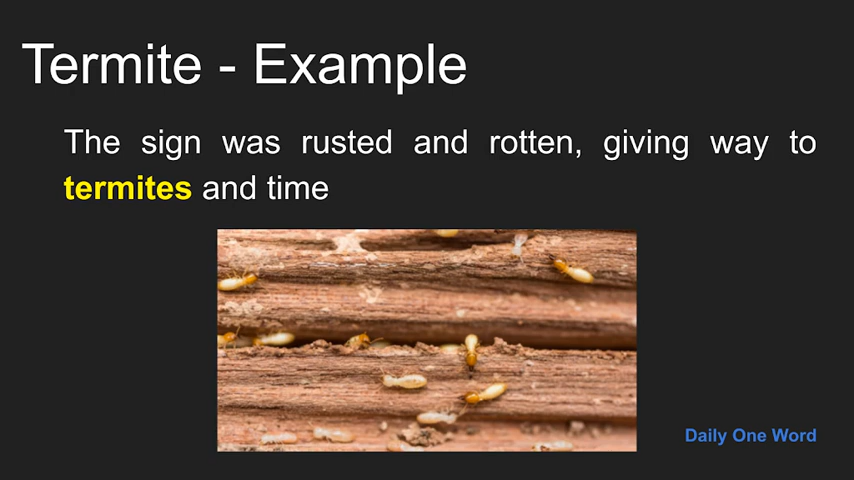 Termite - Example
The sign was rusted and rotten, giving way to
termites and time
Daily One Word